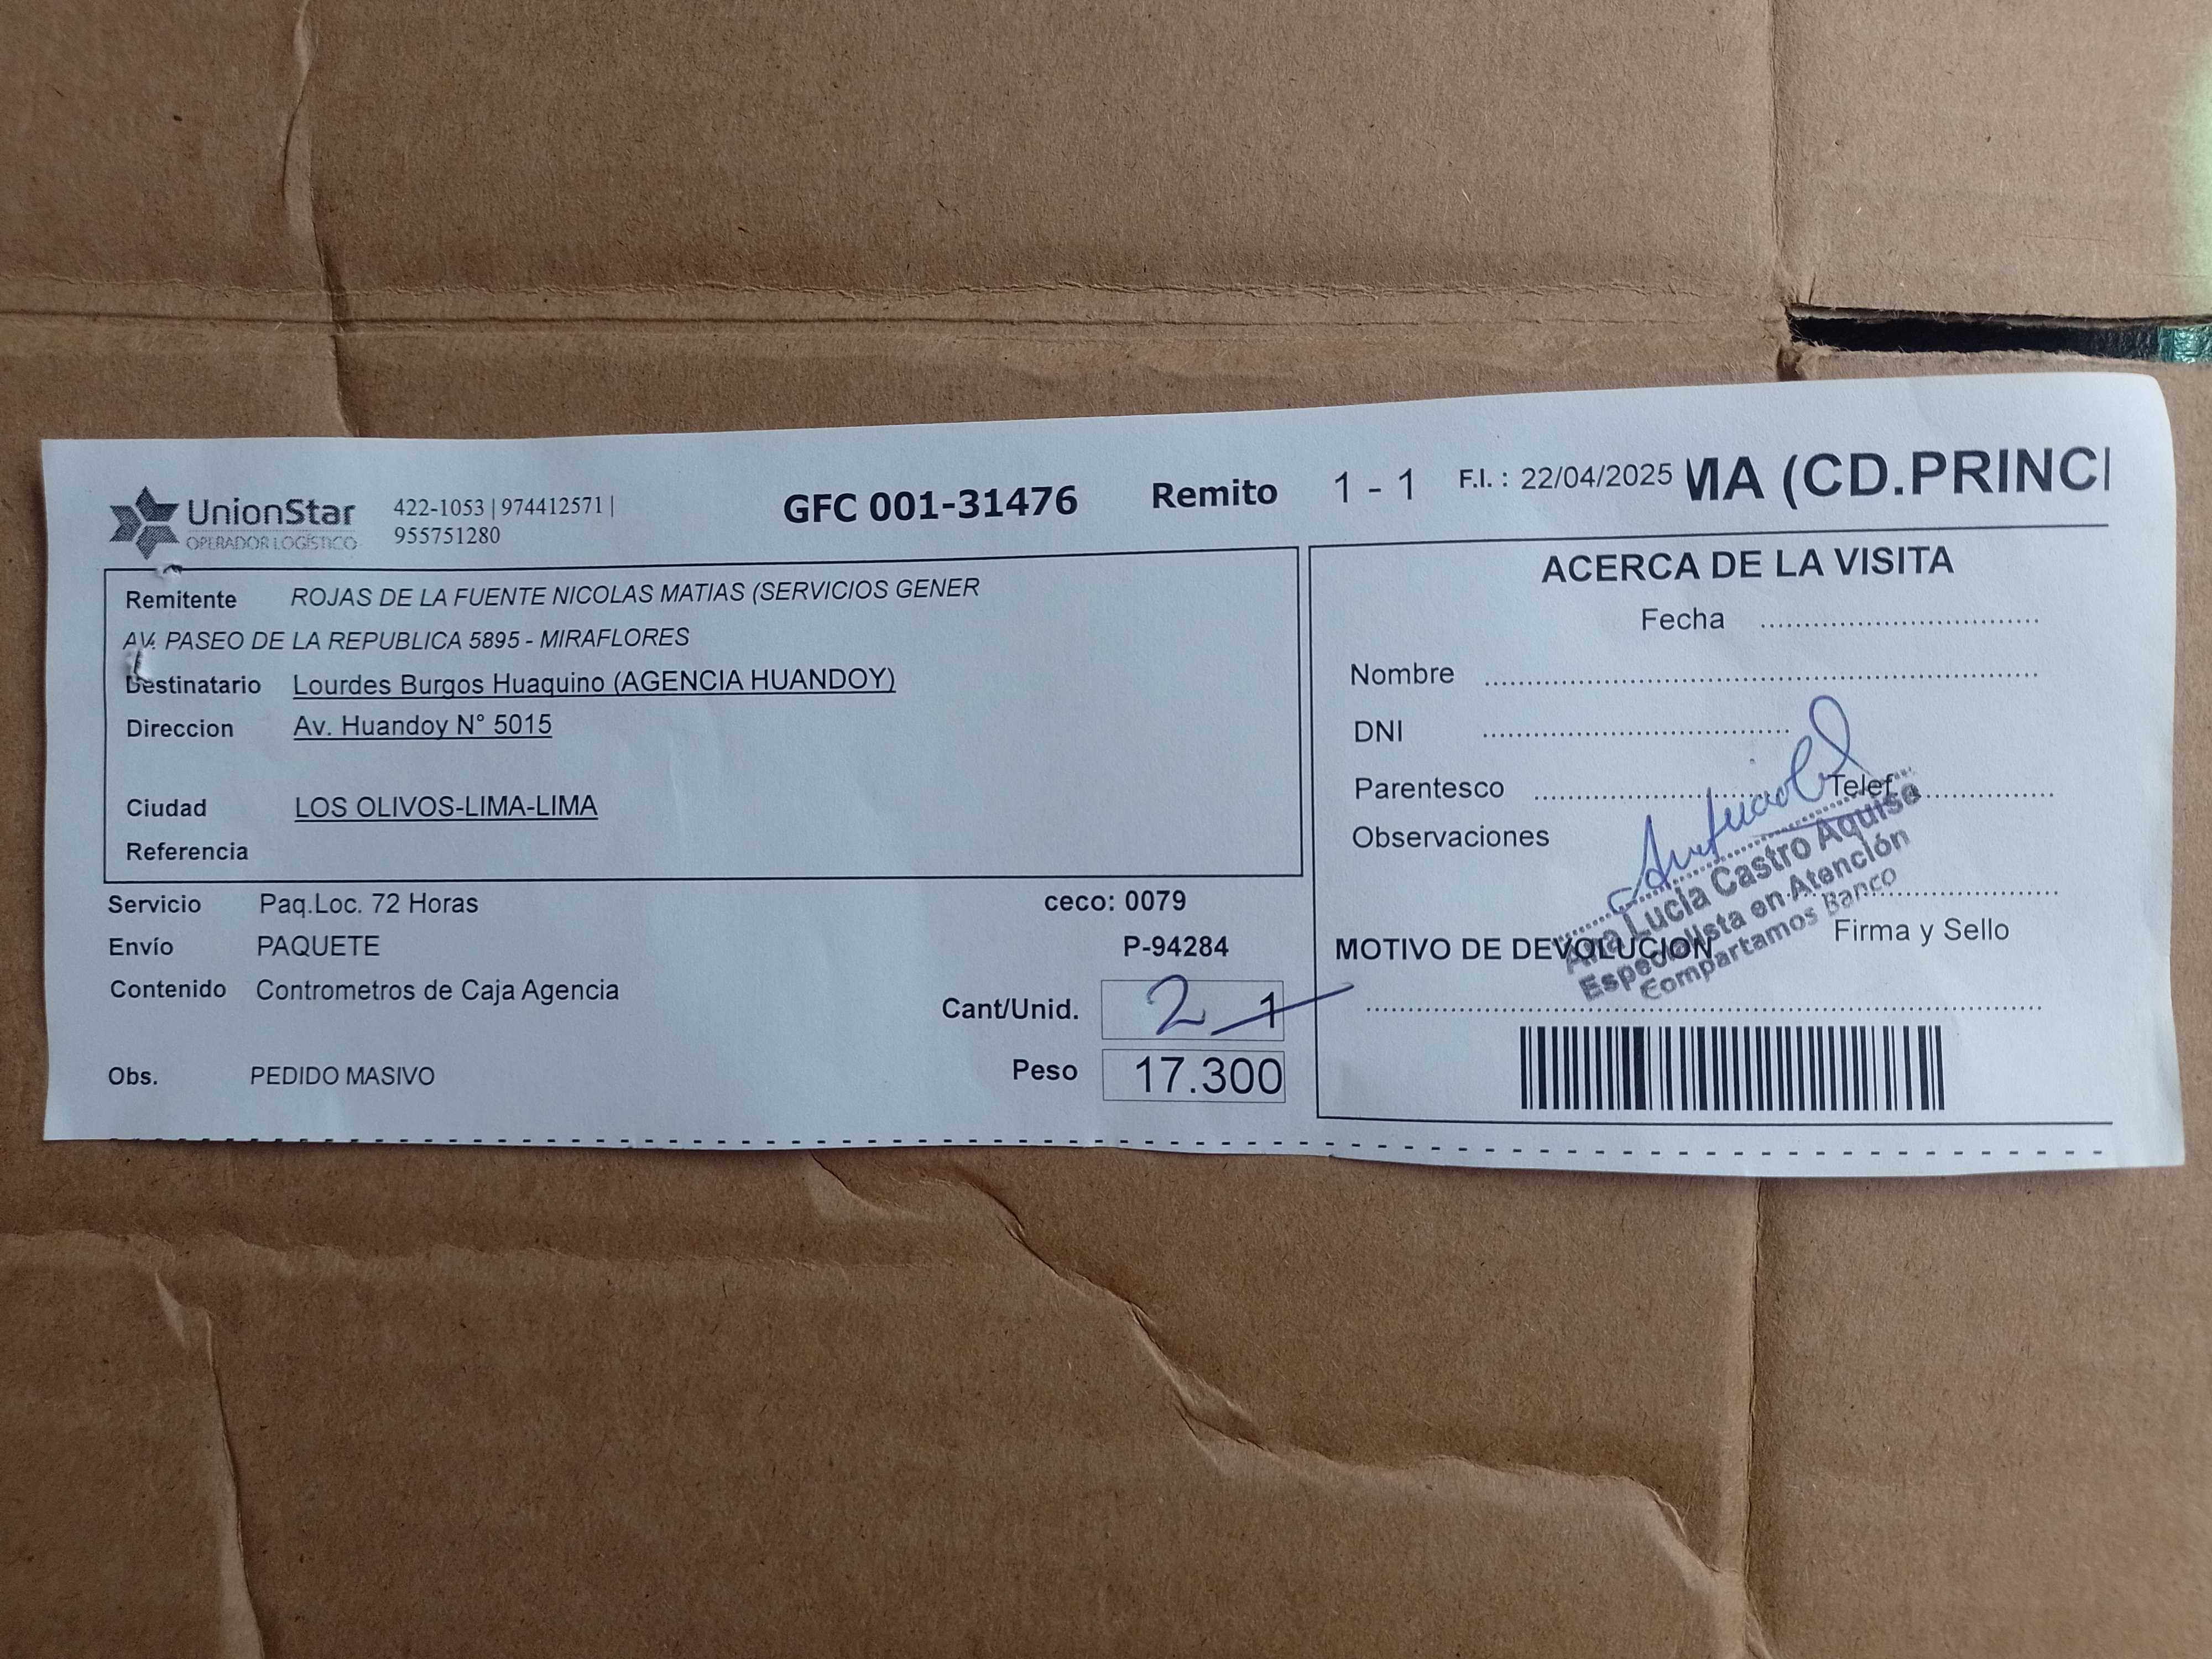 UnionStar
OPERADOR LOGÍSTICO
422-1053 | 974412571 |
955751280
GFC 001-31476
Remito 1 - 1
F.I. : 22/04/2025
MA (CD.PRINCI
Remitente ROJAS DE LA FUENTE NICOLAS MATIAS (SERVICIOS GENER
AV. PASEO DE LA REPUBLICA 5895 - MIRAFLORES
Destinatario Lourdes Burgos Huaquino (AGENCIA HUANDOY)
Direccion Av. Huandoy N° 5015
Ciudad LOS OLIVOS-LIMA-LIMA
Referencia
Servicio Paq.Loc. 72 Horas
ceco: 0079
Envío PAQUETE
P-94284
Contenido Contrometros de Caja Agencia
Cant/Unid. 2 1
Obs. PEDIDO MASIVO
Peso 17.300
ACERCA DE LA VISITA
Fecha
Nombre
DNI
Parentesco Telef
Observaciones
Ana Lucia Castro Aquise
Especialista en Atención
Compartamos Banco
Firma y Sello
MOTIVO DE DEVOLUCION